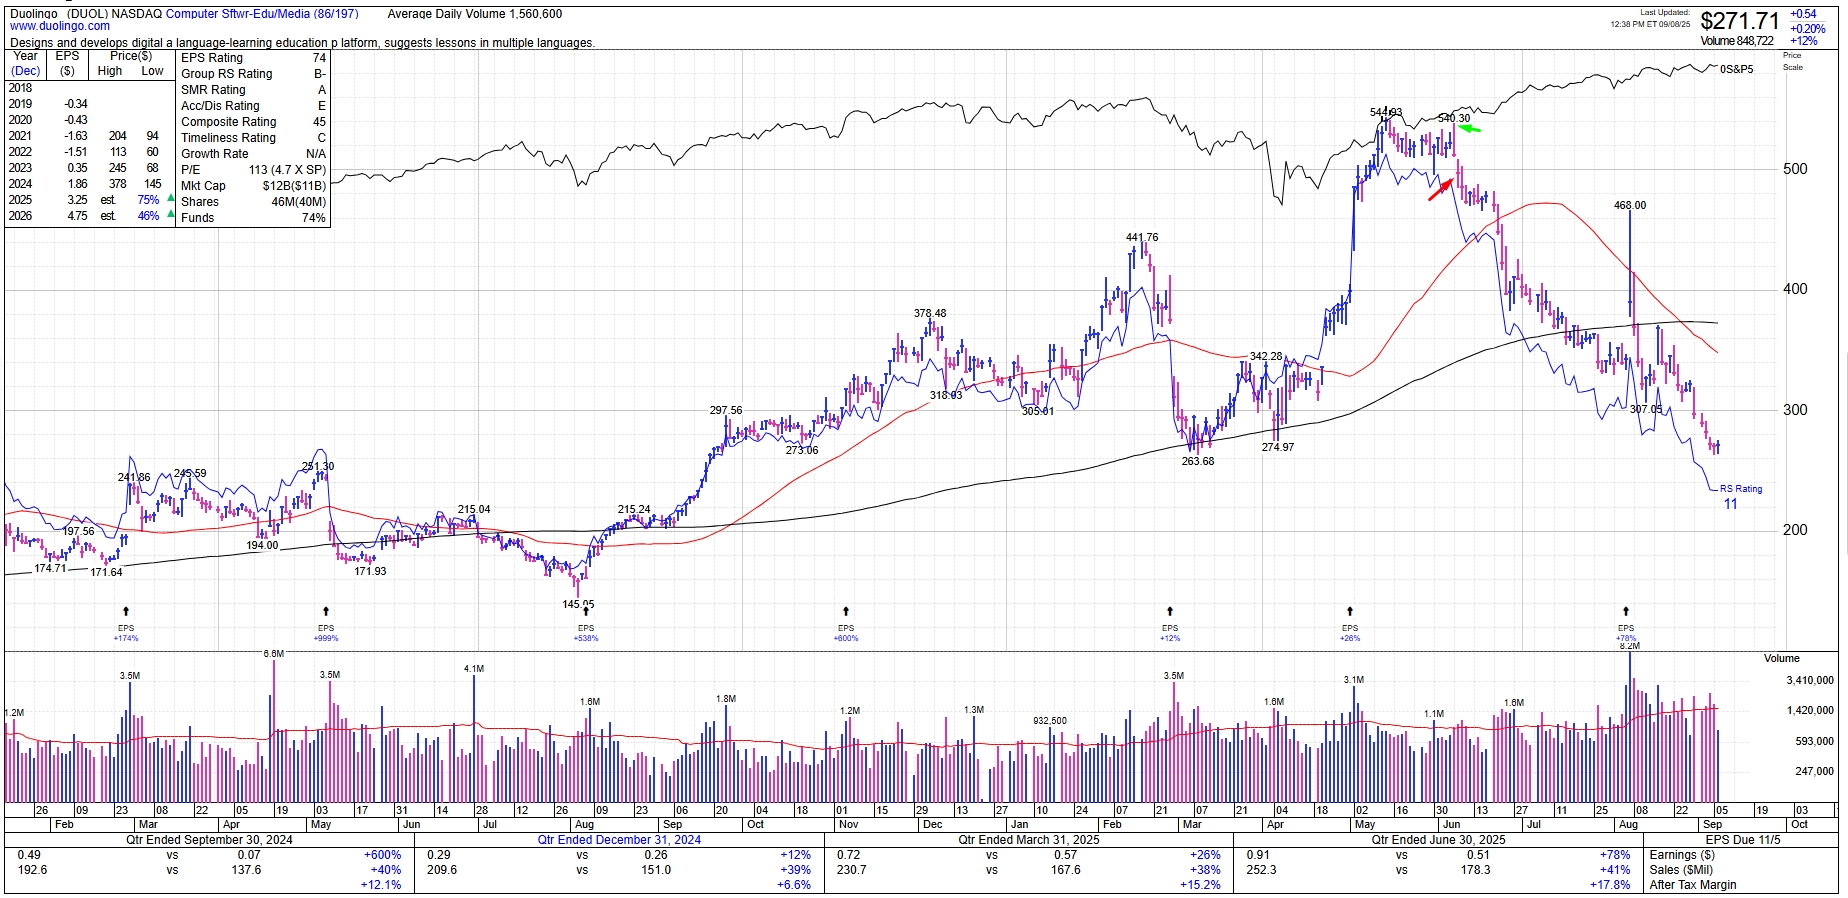 Duolingo (DUOL) NASDAQ Computer Sftwr-Edu/Media (86/197) Average Daily Volume 1,560,600
www.duolingo.com
Designs and develops digital a language-learning education p latform, suggests lessons in multiple languages.
Last Updated:
12:38 PM ET 09/08/25
$271.71 +0.54
+0.20%
Volume 848,722 +12%
Price
Scale
Year EPS Price($)
(Dec) ($) High Low
2018
2019 -0.34
2020 -0.43
2021 -1.63 204 94
2022 -1.51 113 60
2023 0.35 245 68
2024 1.86 378 145
2025 3.25 est. 75%
2026 4.75 est. 46%
EPS Rating 74
Group RS Rating B-
SMR Rating A
Acc/Dis Rating E
Composite Rating 45
Timeliness Rating C
Growth Rate N/A
P/E 113 (4.7 X SP)
Mkt Cap $12B($11B)
Shares 46M(40M)
Funds 74%
0S&P5
544.93
540.30
500
468.00
441.76
400
378.48
342.28
318.03
305.01
307.05
300
297.56
273.06
274.97
263.68
251.30
241.86
245.59
215.04
215.24
200
197.56
194.00
174.71
171.64
171.93
145.05
RS Rating
11
EPS EPS EPS EPS EPS EPS EPS
+174% +999% +538% +600% +12% +26% +78%
Volume
8.2M
6.6M
3.5M 3.5M 4.1M 3.5M 3.1M
1.2M 1.6M 1.8M 1.2M 1.3M 932,500 1.6M 1.1M 1.6M
3,410,000
1,420,000
593,000
247,000
26 09 23 08 22 05 19 03 17 31 14 28 12 26 09 23 06 20 04 18 01 15 29 13 27 10 24 07 21 07 21 04 18 02 16 30 13 27 11 25 08 22 05 19 03
Feb Mar Apr May Jun Jul Aug Sep Oct Nov Dec Jan Feb Mar Apr May Jun Jul Aug Sep Oct
Qtr Ended September 30, 2024 Qtr Ended December 31, 2024 Qtr Ended March 31, 2025 Qtr Ended June 30, 2025 EPS Due 11/5
0.49 vs 0.07 +600% 0.29 vs 0.26 +12% 0.72 vs 0.57 +26% 0.91 vs 0.51 +78% Earnings ($)
192.6 vs 137.6 +40% 209.6 vs 151.0 +39% 230.7 vs 167.6 +38% 252.3 vs 178.3 +41% Sales ($Mil)
+12.1% +6.6% +15.2% +17.8% After Tax Margin